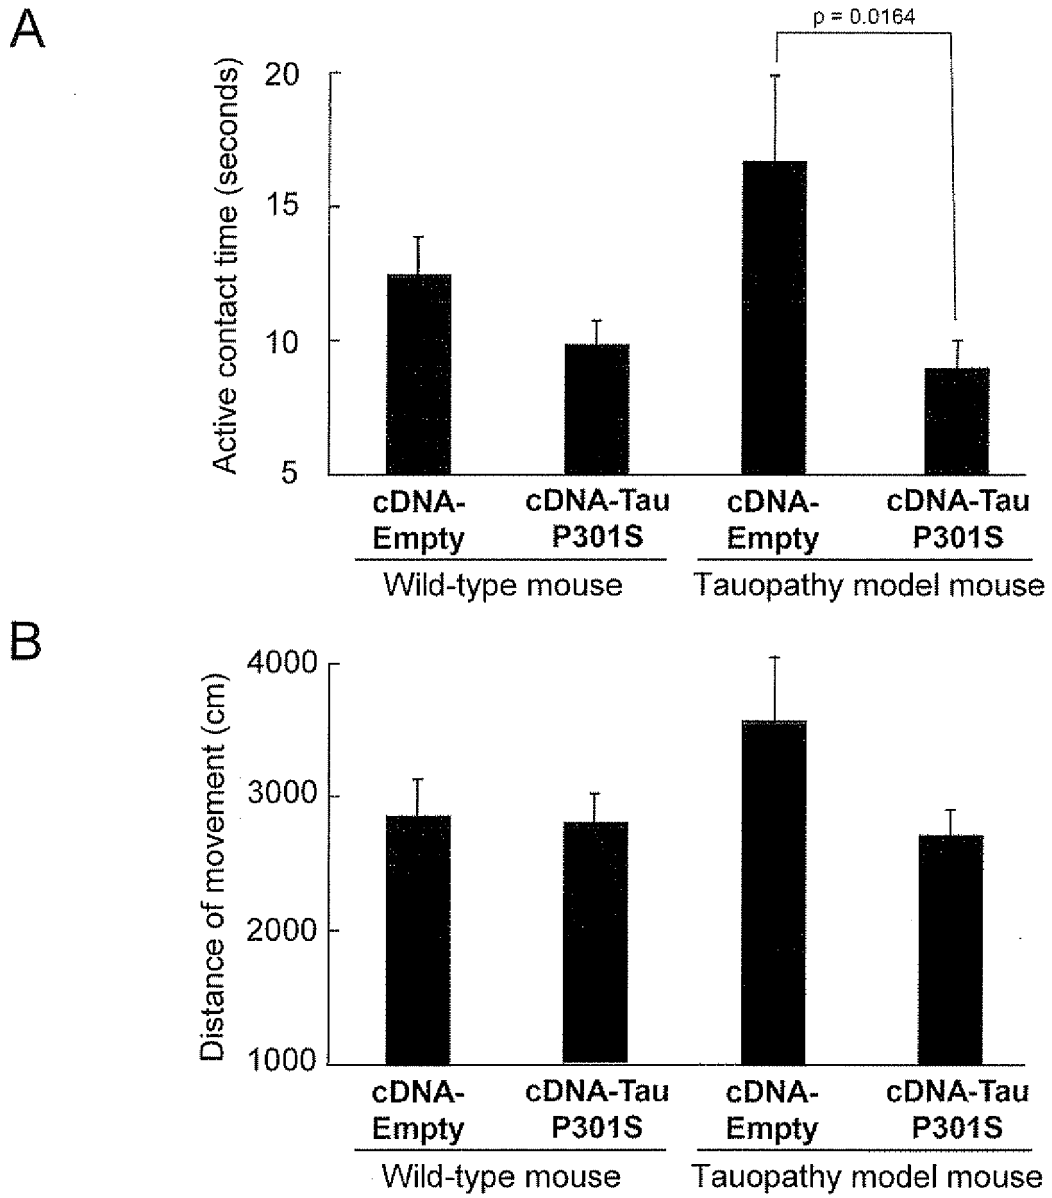 A
p = 0.0164
Active contact time (seconds)
20
15
10
5
cDNA-
Empty
cDNA-Tau
P301S
cDNA-
Empty
cDNA-Tau
P301S
Wild-type mouse
Tauopathy model mouse
B
Distance of movement (cm)
4000
3000
2000
1000
cDNA-
Empty
cDNA-Tau
P301S
cDNA-
Empty
cDNA-Tau
P301S
Wild-type mouse
Tauopathy model mouse